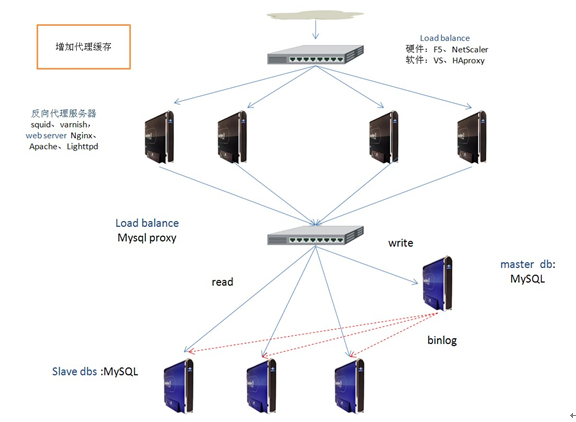 增加代理缓存
Load balance
硬件：F5、NetScaler
软件：VS、HAproxy
反向代理服务器
squid、varnish，
web server Nginx、
Apache、Lighttpd
Load balance
Mysql proxy
write
read
master db:
MySQL
binlog
Slave dbs :MySQL